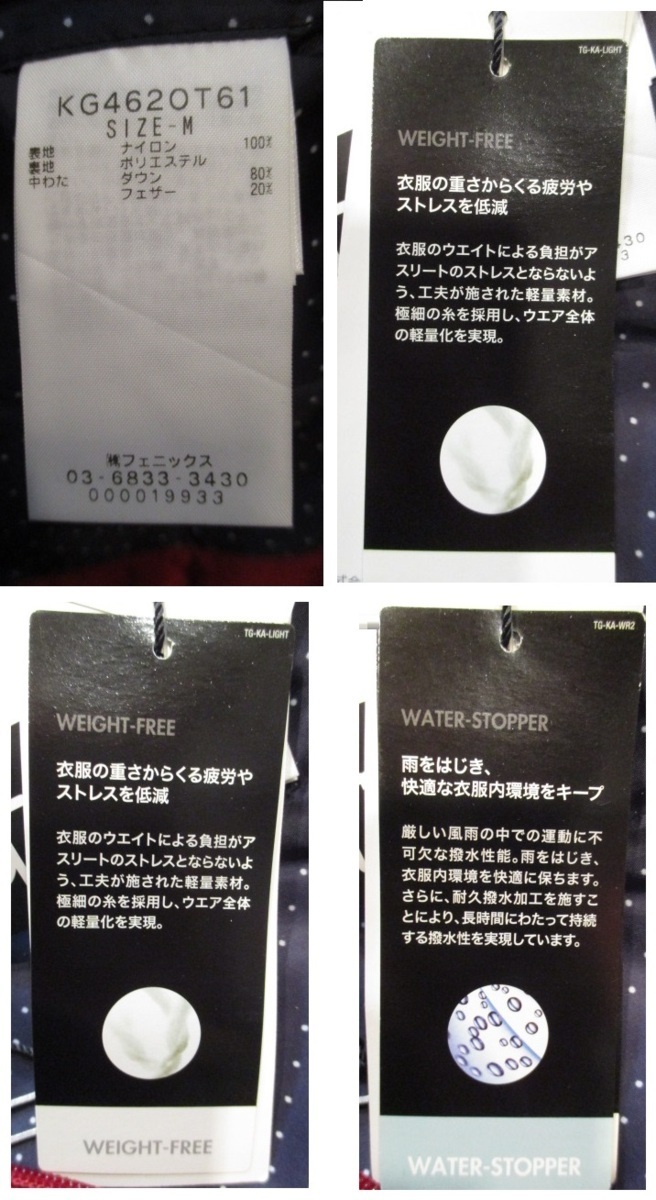 KG462OT61
SIZE-M
表地 ナイロン 100%
裏地 ポリエステル
中わた ダウン 80%
フェザー 20%
㈱フェニックス
03-6833-3430
000019933
TG-KA-LIGHT
WEIGHT-FREE
衣服の重さからくる疲労や
ストレスを低減
衣服のウエイトによる負担がア
スリートのストレスとならないよ
う、工夫が施された軽量素材。
極細の糸を採用し、ウエア全体
の軽量化を実現。
30
3
TG-KA-LIGHT
WEIGHT-FREE
衣服の重さからくる疲労や
ストレスを低減
衣服のウエイトによる負担がア
スリートのストレスとならないよ
う、工夫が施された軽量素材。
極細の糸を採用し、ウエア全体
の軽量化を実現。
WEIGHT-FREE
TG-KA-WR2
WATER-STOPPER
雨をはじき、
快適な衣服内環境をキープ
厳しい風雨の中での運動に不
可欠な撥水性能。雨をはじき、
衣服内環境を快適に保ちます。
さらに、耐久撥水加工を施すこ
とにより、長時間にわたって持続
する撥水性を実現しています。
WATER-STOPPER